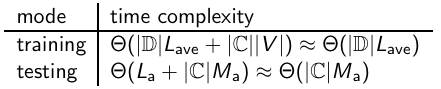 mode time complexity
training Θ(|𝔻|L_ave + |ℂ||V|) ≈ Θ(|𝔻|L_ave)
testing Θ(L_a + |ℂ|M_a) ≈ Θ(|ℂ|M_a)